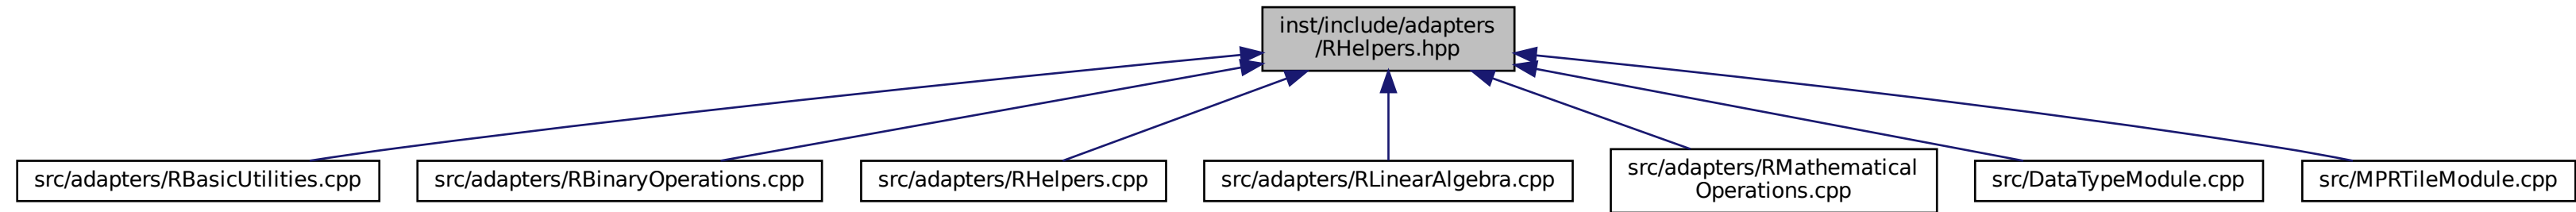 inst/include/adapters
/RHelpers.hpp
src/adapters/RBasicUtilities.cpp
src/adapters/RBinaryOperations.cpp
src/adapters/RHelpers.cpp
src/adapters/RLinearAlgebra.cpp
src/adapters/RMathematical
Operations.cpp
src/DataTypeModule.cpp
src/MPRTileModule.cpp